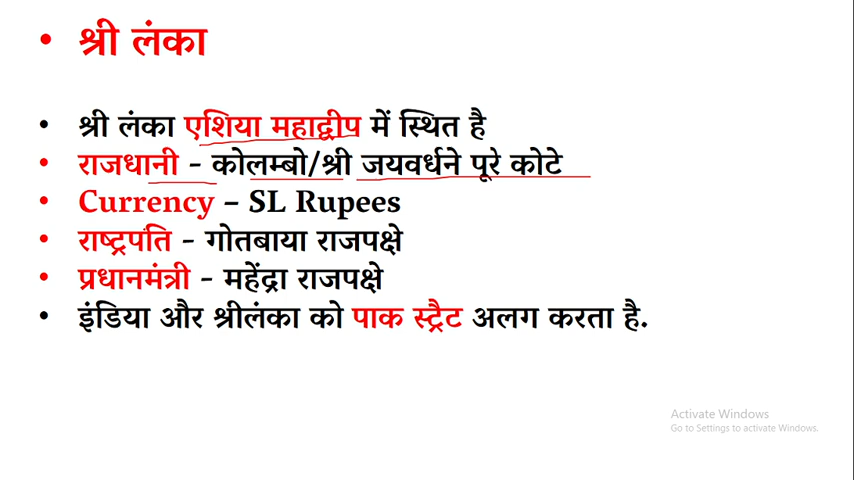 • श्री लंका
• श्री लंका एशिया महाद्वीप में स्थित है
• राजधानी - कोलम्बो/श्री जयवर्धने पूरे कोटे
• Currency – SL Rupees
• राष्ट्रपति - गोतबाया राजपक्षे
• प्रधानमंत्री - महेंद्रा राजपक्षे
• इंडिया और श्रीलंका को पाक स्ट्रैट अलग करता है.
Activate Windows
Go to Settings to activate Windows.